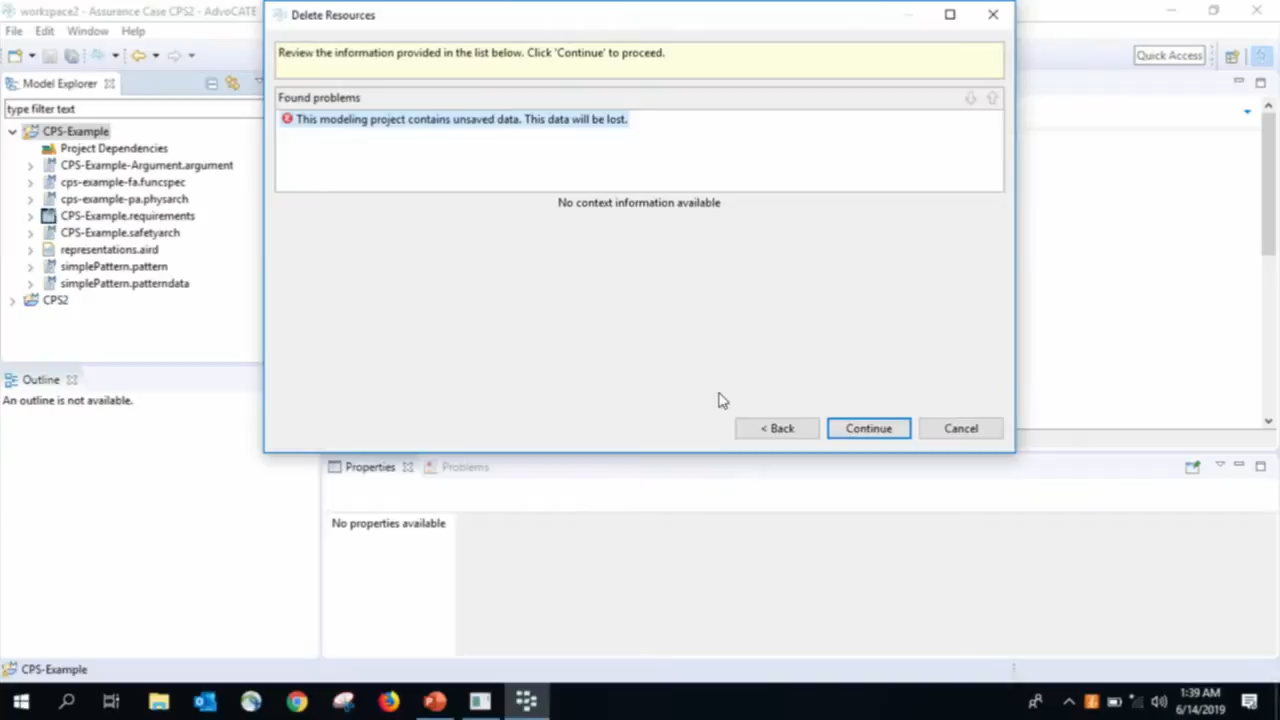 workspace2 - Assurance Case CPS2 - AdvoCATE
File Edit Window Help
Quick Access
Model Explorer
type filter text
CPS-Example
Project Dependencies
CPS-Example-Argument.argument
cps-example-fa.funcspec
cps-example-pa.physarch
CPS-Example.requirements
CPS-Example.safetyarch
representations.aird
simplePattern.pattern
simplePattern.patterndata
CPS2
Outline
An outline is not available.
Delete Resources
Review the information provided in the list below. Click 'Continue' to proceed.
Found problems
This modeling project contains unsaved data. This data will be lost.
No context information available
< Back Continue Cancel
Properties Problems
No properties available
CPS-Example
1:39 AM
6/14/2019